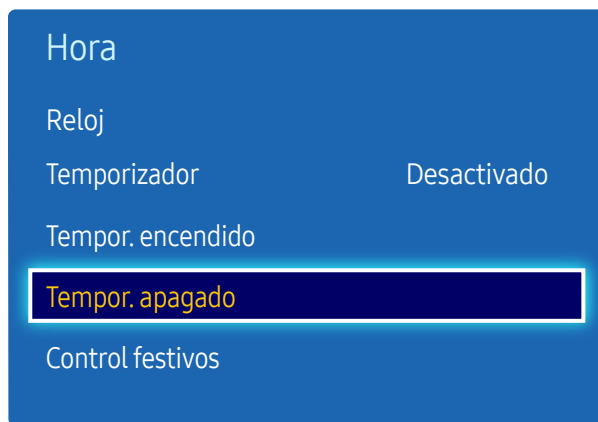 Hora
Reloj
Temporizador Desactivado
Tempor. encendido
Tempor. apagado
Control festivos